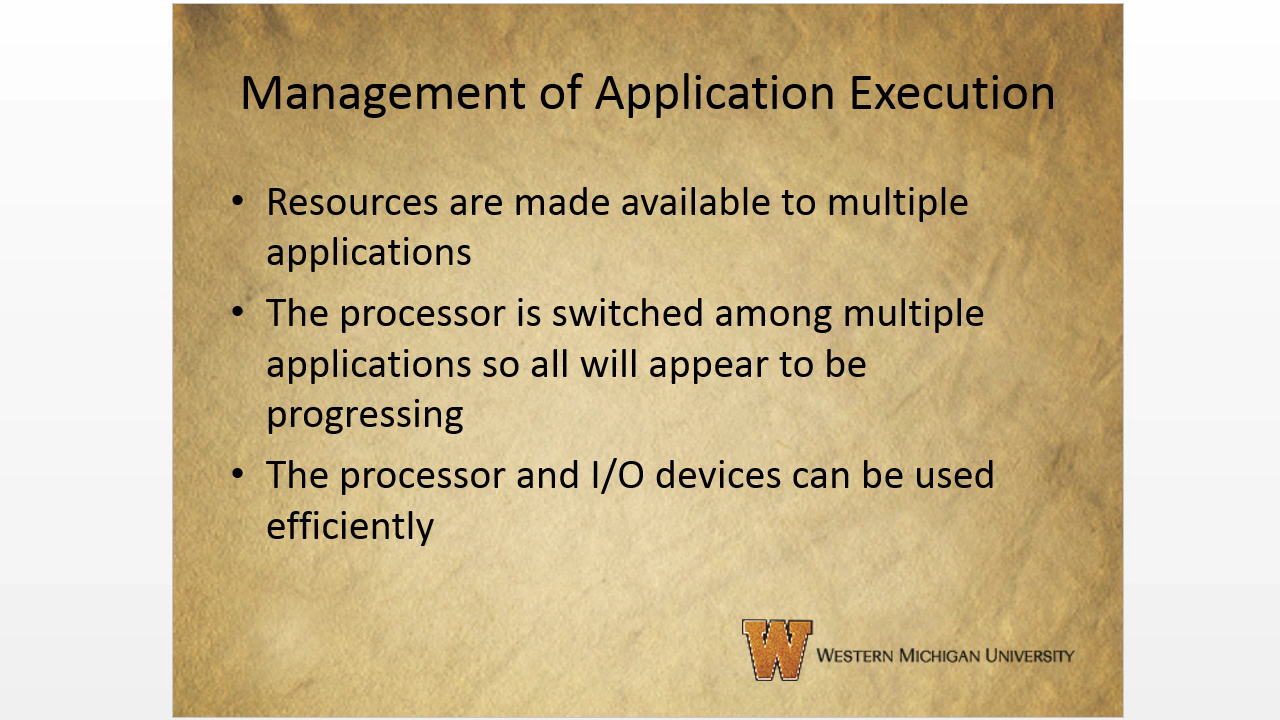 Management of Application Execution
• Resources are made available to multiple
applications
• The processor is switched among multiple
applications so all will appear to be
progressing
• The processor and I/O devices can be used
efficiently
W WESTERN MICHIGAN UNIVERSITY